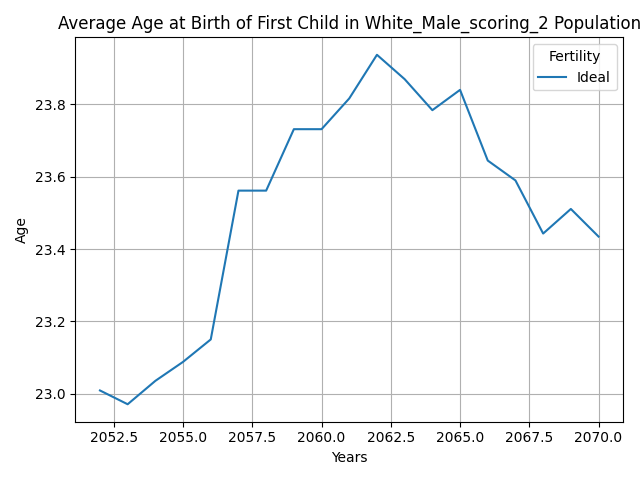 Average Age at Birth of First Child in White_Male_scoring_2 Population
Fertility
Ideal
23.8
23.6
23.4
23.2
23.0
Age
2052.5 2055.0 2057.5 2060.0 2062.5 2065.0 2067.5 2070.0
Years